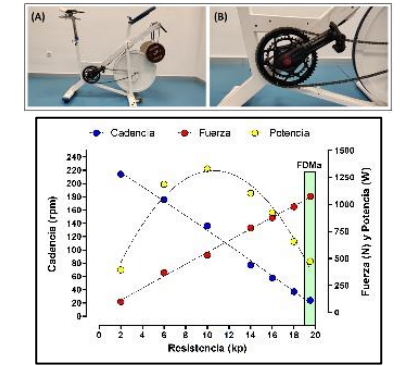 (A)
(B)
Cadencia Fuerza Potencia
FDMa
Cadencia (rpm)
240
220
200
180
160
140
120
100
80
60
40
20
0
1500
1250
1000
750
500
250
0
Fuerza (N) y Potencia (W)
0 2 4 6 8 10 12 14 16 18 20
Resistencia (kp)